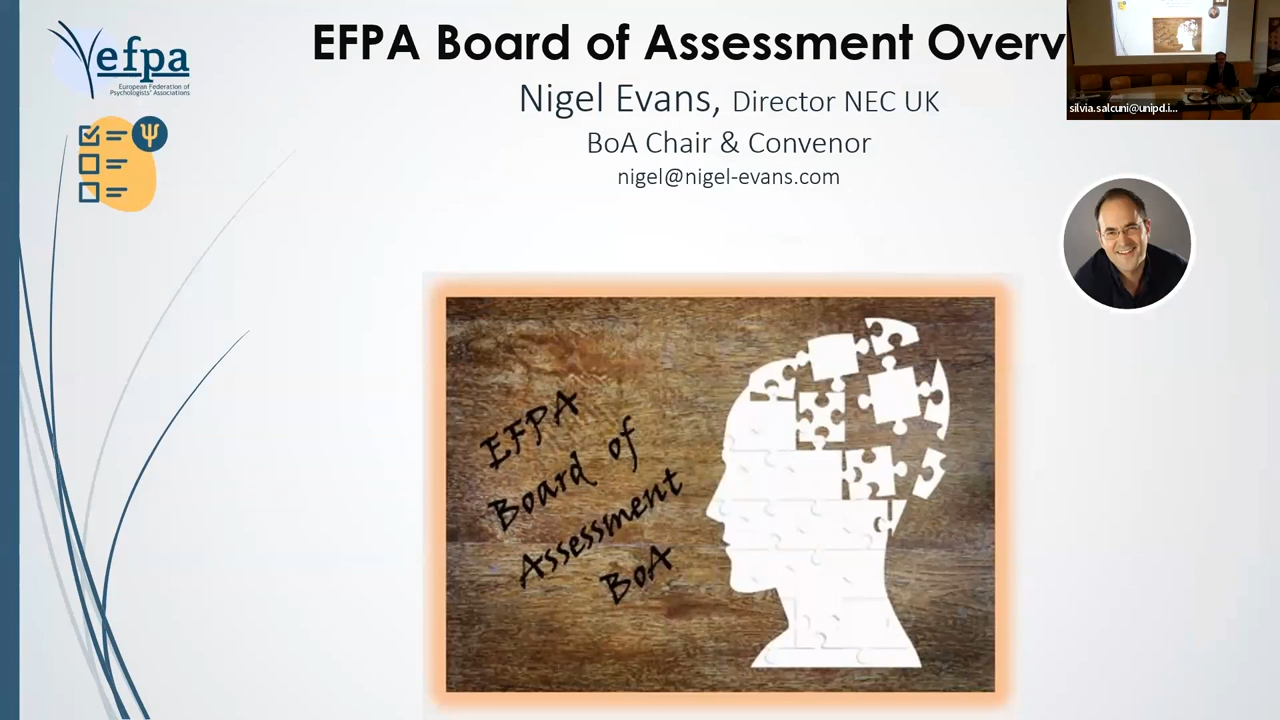 efpa
European Federation of
Psychologists' Associations
EFPA Board of Assessment Overv
Nigel Evans, Director NEC UK
BoA Chair & Convenor
nigel@nigel-evans.com
silvia.salcuni@unipd.i...
ψ
EFPA
Board of
Assessment
BoA